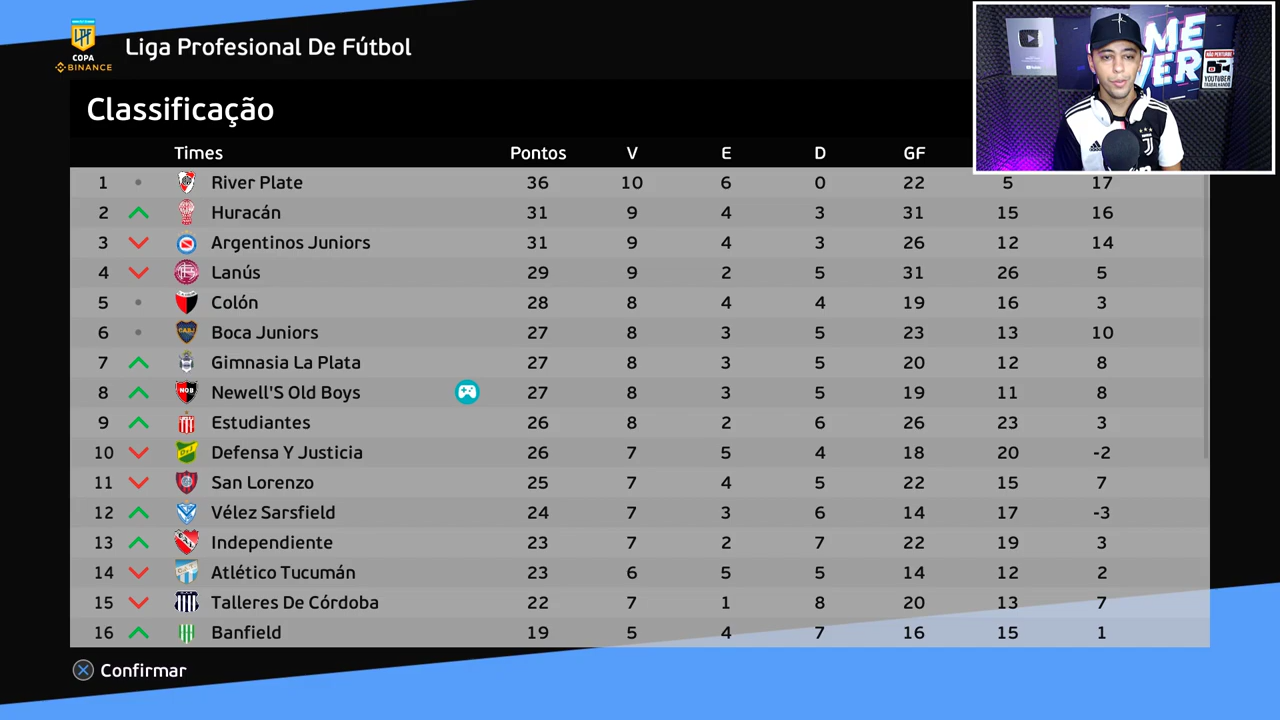 LPF
COPA
BINANCE
Liga Profesional De Fútbol
Classificação
Times Pontos V E D GF
1 River Plate 36 10 6 0 22 5 17
2 Huracán 31 9 4 3 31 15 16
3 Argentinos Juniors 31 9 4 3 26 12 14
4 Lanús 29 9 2 5 31 26 5
5 Colón 28 8 4 4 19 16 3
6 Boca Juniors 27 8 3 5 23 13 10
7 Gimnasia La Plata 27 8 3 5 20 12 8
8 Newell'S Old Boys 27 8 3 5 19 11 8
9 Estudiantes 26 8 2 6 26 23 3
10 Defensa Y Justicia 26 7 5 4 18 20 -2
11 San Lorenzo 25 7 4 5 22 15 7
12 Vélez Sarsfield 24 7 3 6 14 17 -3
13 Independiente 23 7 2 7 22 19 3
14 Atlético Tucumán 23 6 5 5 14 12 2
15 Talleres De Córdoba 22 7 1 8 20 13 7
16 Banfield 19 5 4 7 16 15 1
Confirmar
ME
VER
NÃO PERTURBE
YOUTUBER
TRABALHANDO